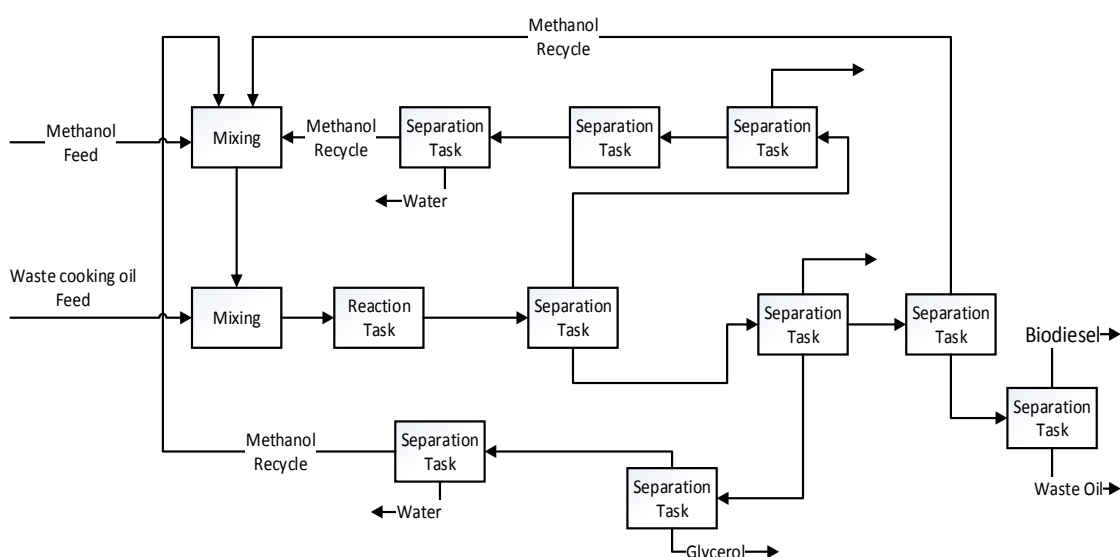 Methanol
Recycle
Methanol
Feed
Mixing
Methanol
Recycle
Separation
Task
Separation
Task
Separation
Task
Water
Waste cooking oil
Feed
Mixing
Reaction
Task
Separation
Task
Separation
Task
Separation
Task
Biodiesel
Separation
Task
Waste Oil
Methanol
Recycle
Separation
Task
Water
Separation
Task
Glycerol